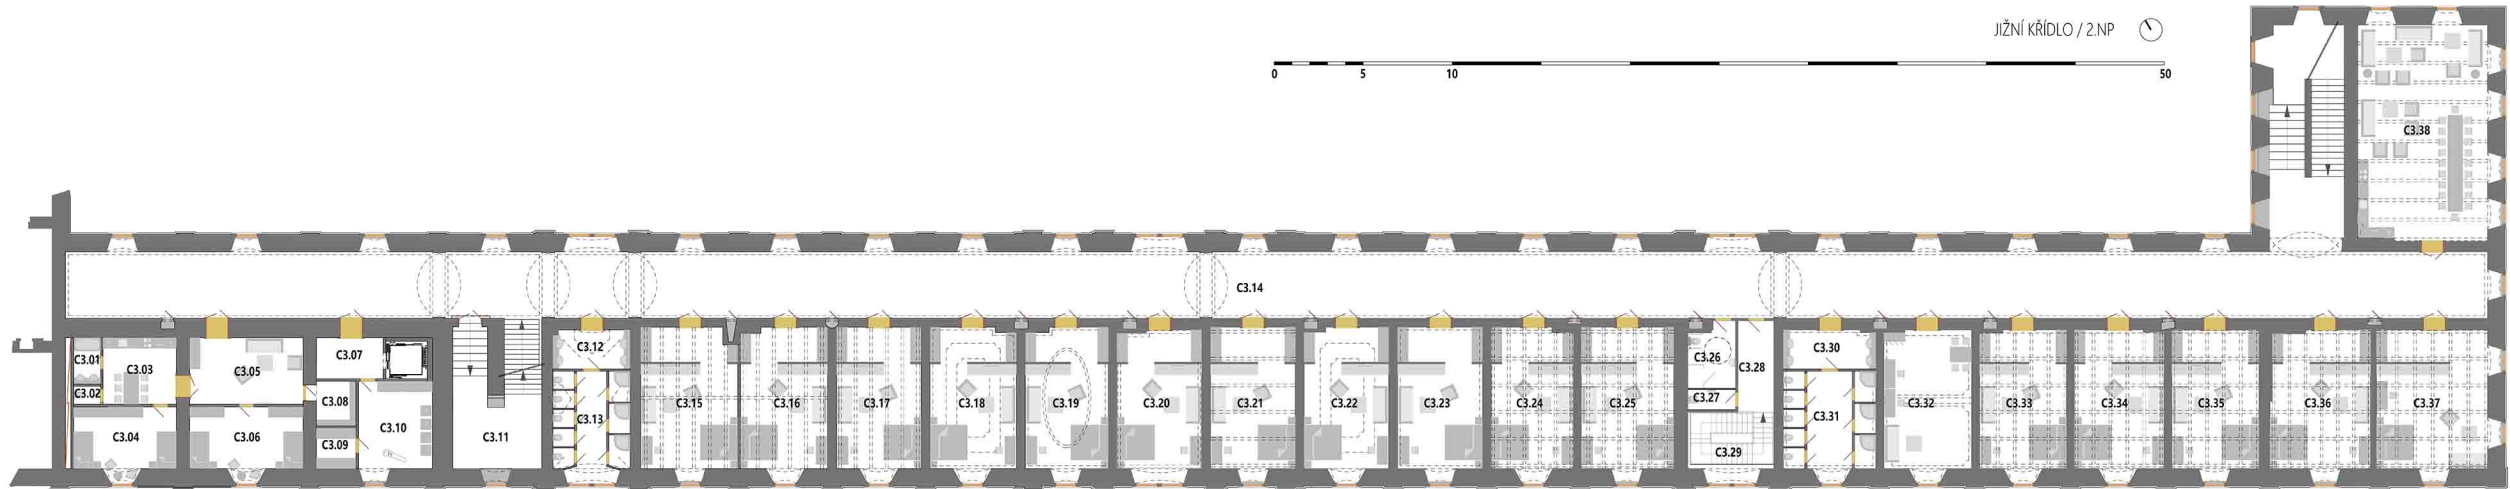 JIŽNÍ KŘÍDLO / 2.NP
0 5 10 50
C3.38
C3.14
C3.01
C3.02
C3.03
C3.04
C3.05
C3.06
C3.07
C3.08
C3.09
C3.10
C3.11
C3.12
C3.13
C3.15
C3.16
C3.17
C3.18
C3.19
C3.20
C3.21
C3.22
C3.23
C3.24
C3.25
C3.26
C3.27
C3.28
C3.29
C3.30
C3.31
C3.32
C3.33
C3.34
C3.35
C3.36
C3.37